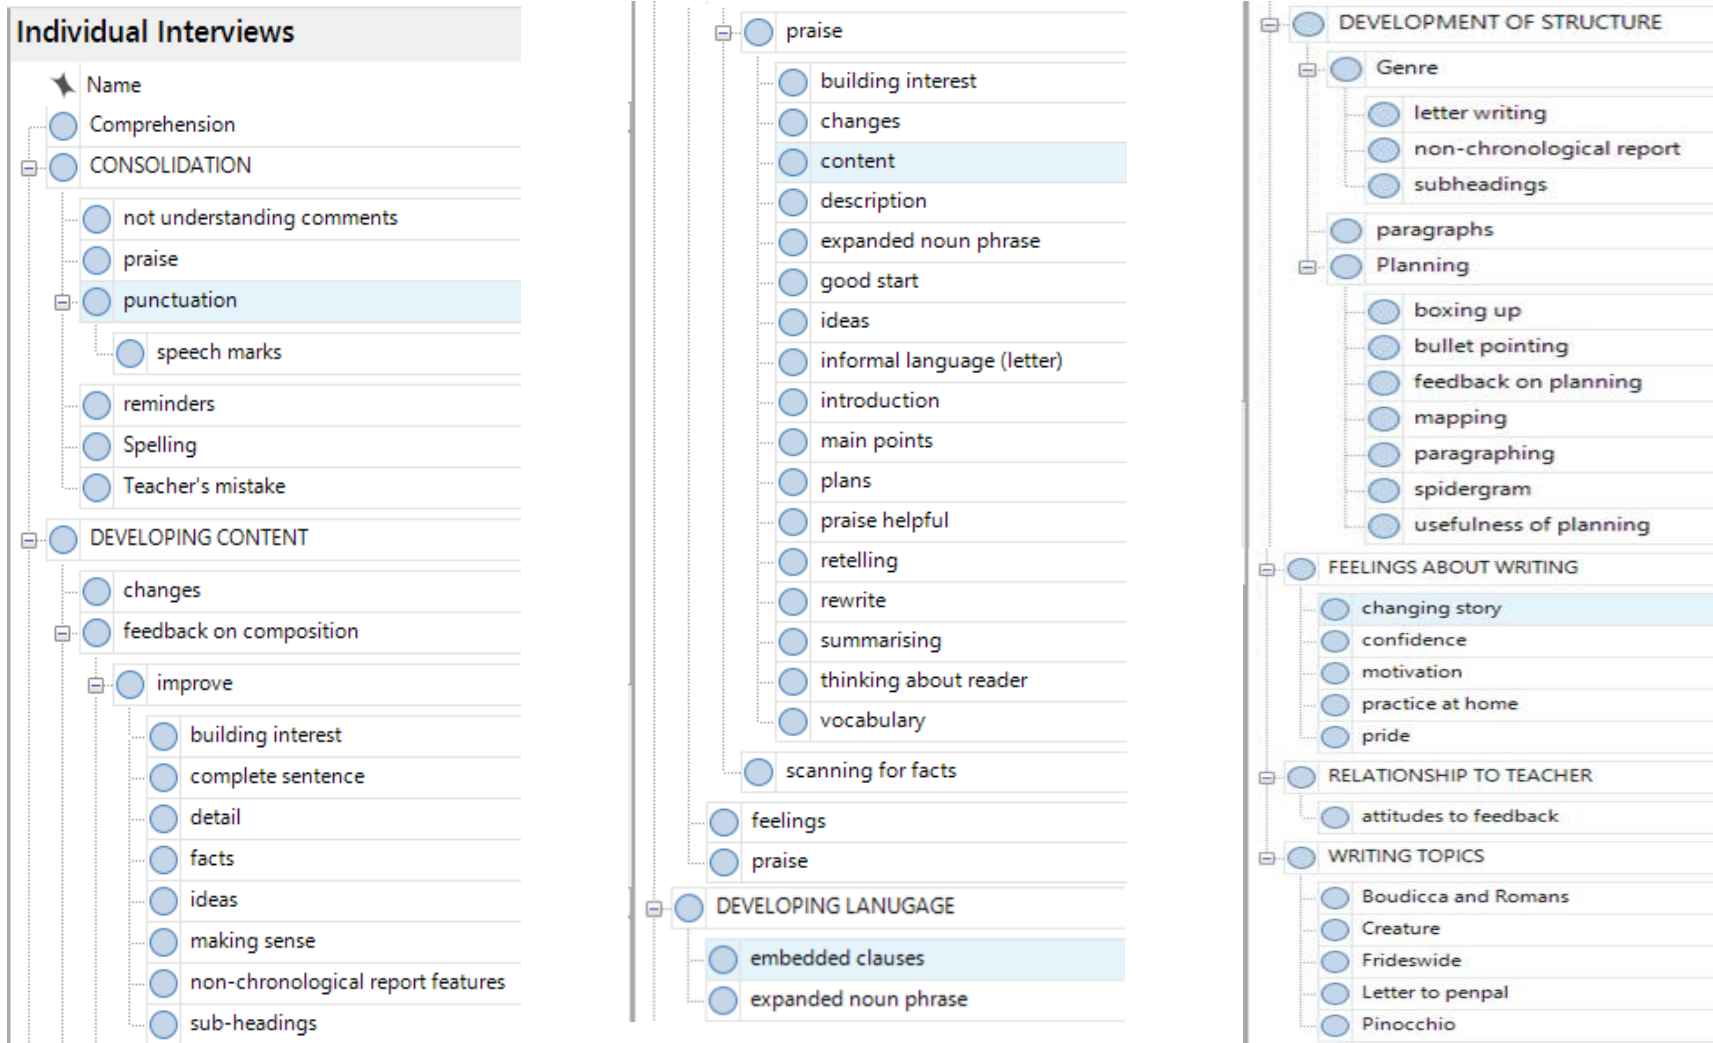 Individual Interviews
Name
Comprehension
CONSOLIDATION
not understanding comments
praise
punctuation
speech marks
reminders
Spelling
Teacher's mistake
DEVELOPING CONTENT
changes
feedback on composition
improve
building interest
complete sentence
detail
facts
ideas
making sense
non-chronological report features
sub-headings
praise
building interest
changes
content
description
expanded noun phrase
good start
ideas
informal language (letter)
introduction
main points
plans
praise helpful
retelling
rewrite
summarising
thinking about reader
vocabulary
scanning for facts
feelings
praise
DEVELOPING LANUGAGE
embedded clauses
expanded noun phrase
DEVELOPMENT OF STRUCTURE
Genre
letter writing
non-chronological report
subheadings
paragraphs
Planning
boxing up
bullet pointing
feedback on planning
mapping
paragraphing
spidergram
usefulness of planning
FEELINGS ABOUT WRITING
changing story
confidence
motivation
practice at home
pride
RELATIONSHIP TO TEACHER
attitudes to feedback
WRITING TOPICS
Boudicca and Romans
Creature
Frideswide
Letter to penpal
Pinocchio